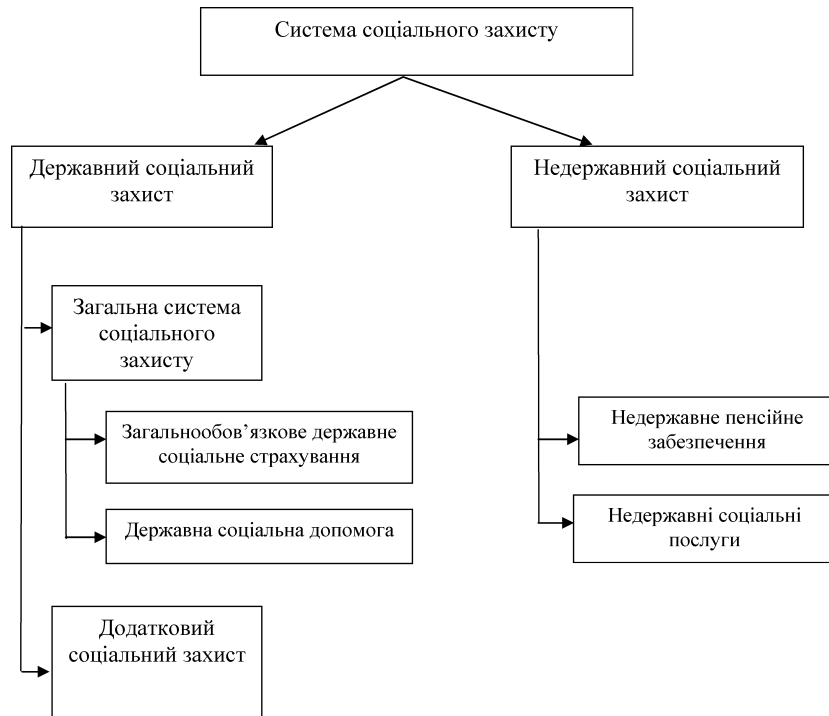 Система соціального захисту
Державний соціальний
захист
Недержавний соціальний
захист
Загальна система
соціального
захисту
Загальнообов’язкове державне
соціальне страхування
Державна соціальна допомога
Додатковий
соціальний захист
Недержавне пенсійне
забезпечення
Недержавні соціальні
послуги